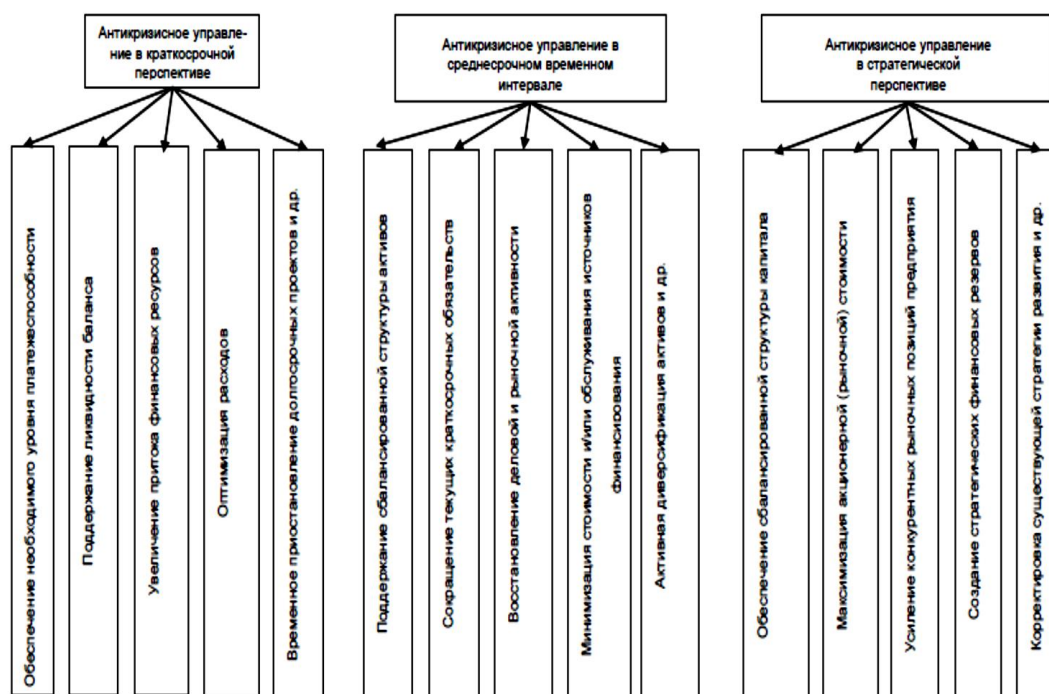 Антикризисное управле-
ние в краткосрочной
перспективе
Обеспечение необходимого уровня платежеспособности
Поддержание ликвидности баланса
Увеличение притока финансовых ресурсов
Оптимизация расходов
Временное приостановление долгосрочных проектов и др.
Антикризисное управление в
среднесрочном временном
интервале
Поддержание сбалансированной структуры активов
Сокращение текущих краткосрочных обязательств
Восстановление деловой и рыночной активности
Минимизация стоимости и/или обслуживания источников
финансирования
Активная диверсификация активов и др.
Антикризисное управление
в стратегической
перспективе
Обеспечение сбалансированной структуры капитала
Максимизация акционерной (рыночной) стоимости
Усиление конкурентных рыночных позиций предприятия
Создание стратегических финансовых резервов
Корректировка существующей стратегии развития и др.